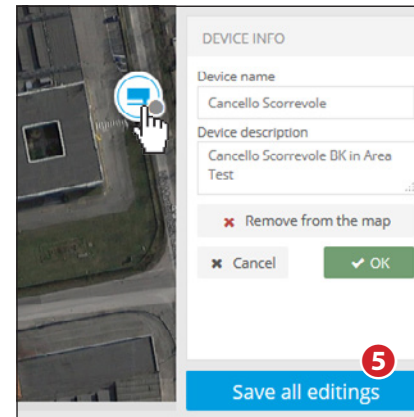 DEVICE INFO
Device name
Cancello Scorrevole
Device description
Cancello Scorrevole BK in Area
Test
Remove from the map
Cancel
OK
5
Save all editings